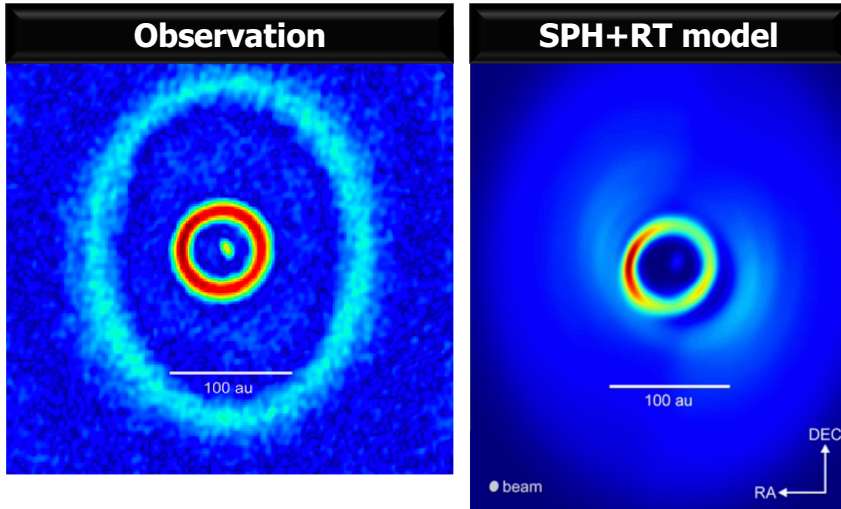 Observation
SPH+RT model
100 au
100 au
DEC
beam
RA